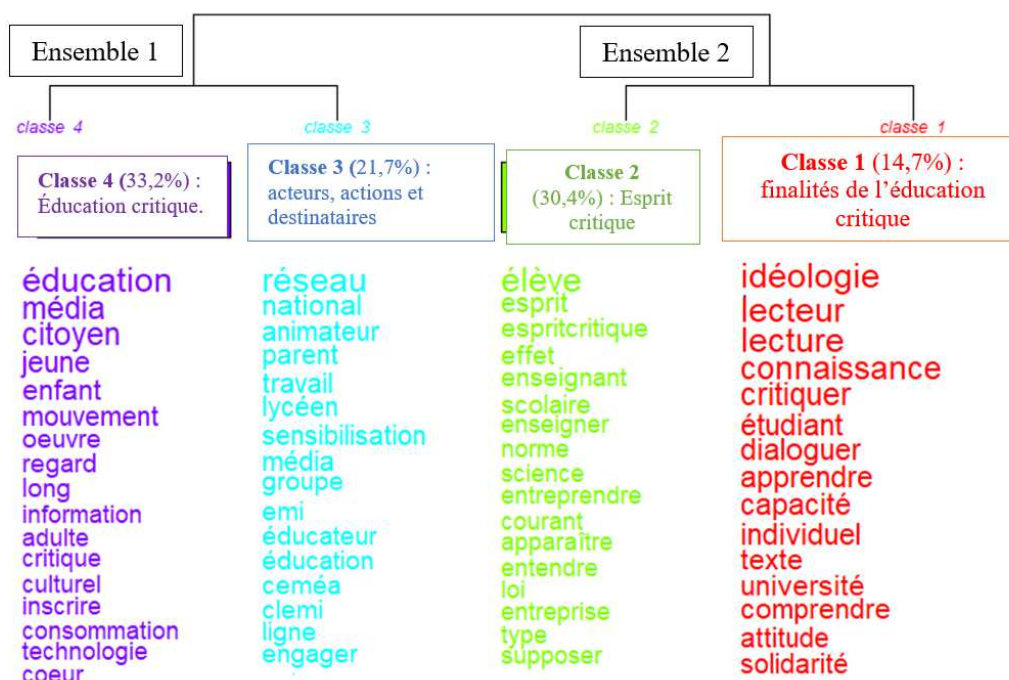 Ensemble 1
Ensemble 2
classe 4
classe 3
classe 2
classe 1
Classe 4 (33,2%) :
Éducation critique.
Classe 3 (21,7%) :
acteurs, actions et
destinataires
Classe 2
(30,4%) : Esprit
critique
Classe 1 (14,7%) :
finalités de l’éducation
critique
éducation
média
citoyen
jeune
enfant
mouvement
oeuvre
regard
long
information
adulte
critique
culturel
inscrire
consommation
technologie
coeur
réseau
national
animateur
parent
travail
lycéen
sensibilisation
média
groupe
emi
éducateur
éducation
ceméa
clemi
ligne
engager
élève
esprit
espritcritique
effet
enseignant
scolaire
enseigner
norme
science
entreprendre
courant
apparaître
entendre
loi
entreprise
type
supposer
idéologie
lecteur
lecture
connaissance
critiquer
étudiant
dialoguer
apprendre
capacité
individuel
texte
université
comprendre
attitude
solidarité